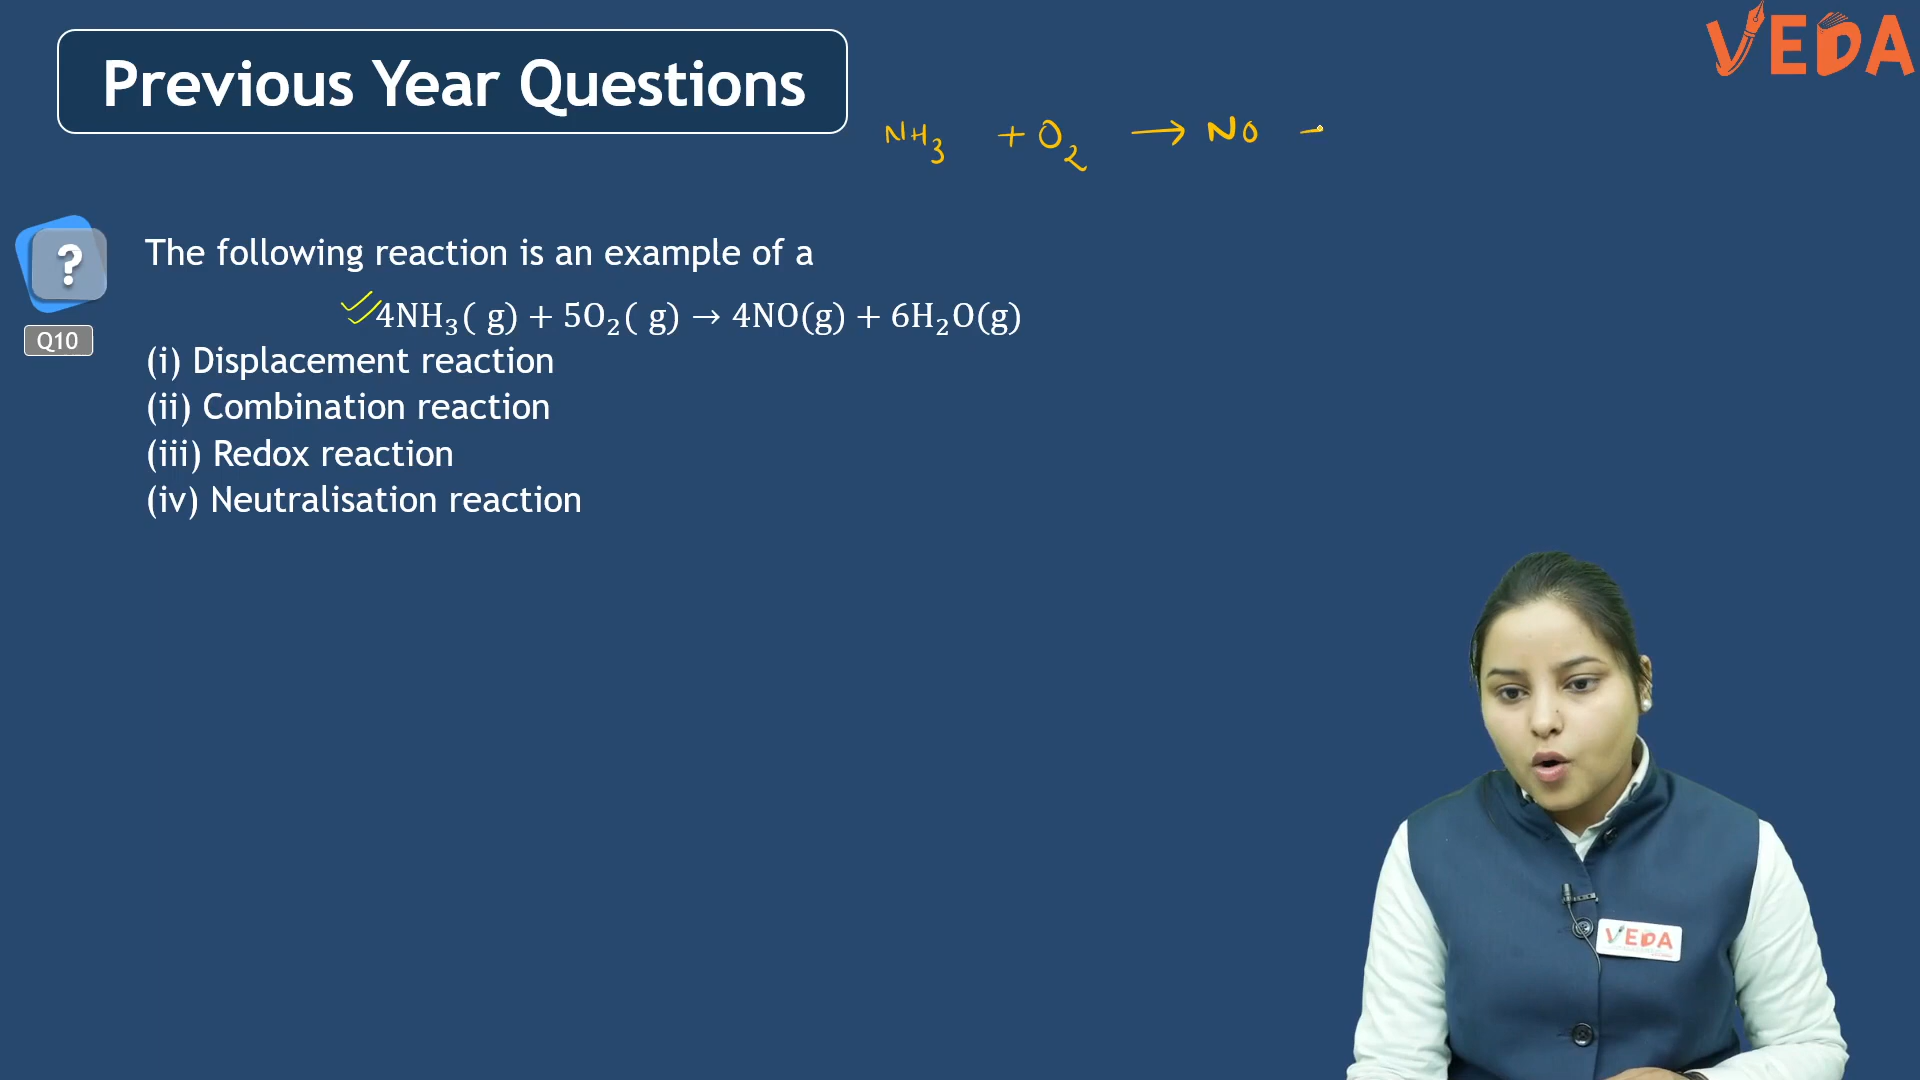 VEDA
Previous Year Questions
NH₃ + O₂ → NO
?
The following reaction is an example of a
4NH₃( g) + 5O₂( g) → 4NO(g) + 6H₂O(g)
Q10
(i) Displacement reaction
(ii) Combination reaction
(iii) Redox reaction
(iv) Neutralisation reaction
VEDA